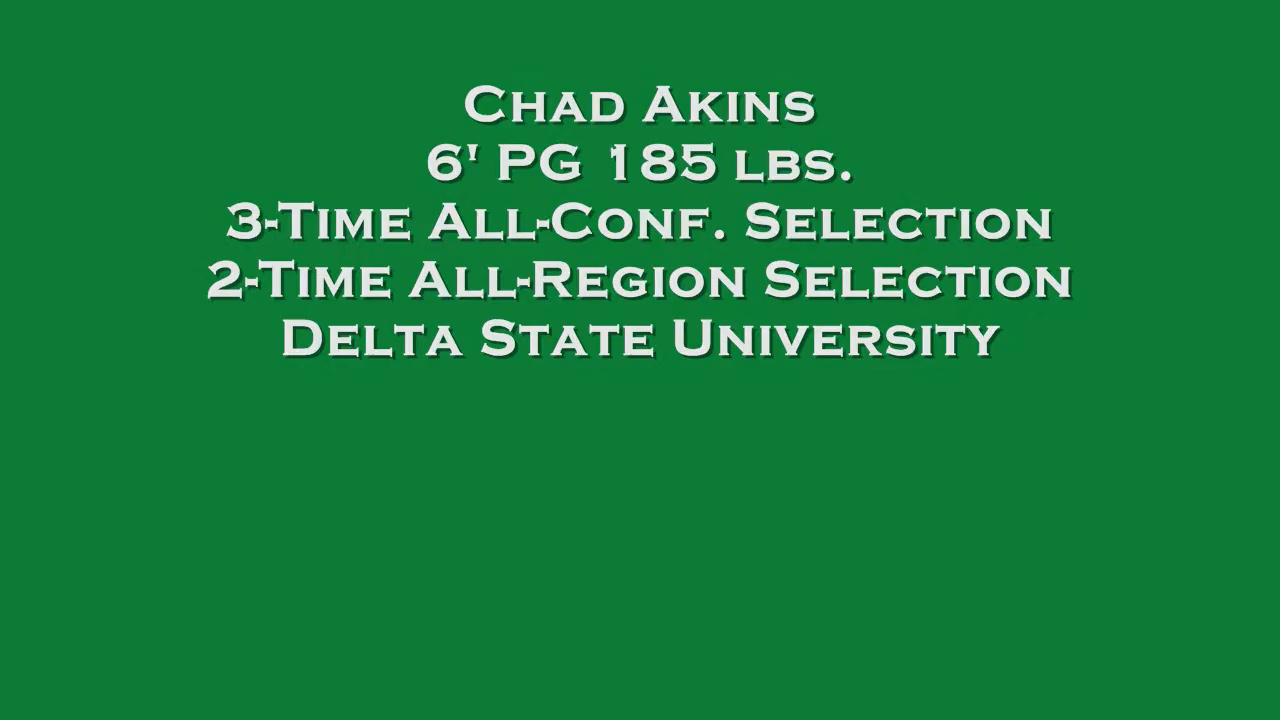 Chad Akins
6' PG 185 lbs.
3-Time All-Conf. Selection
2-Time All-Region Selection
Delta State University